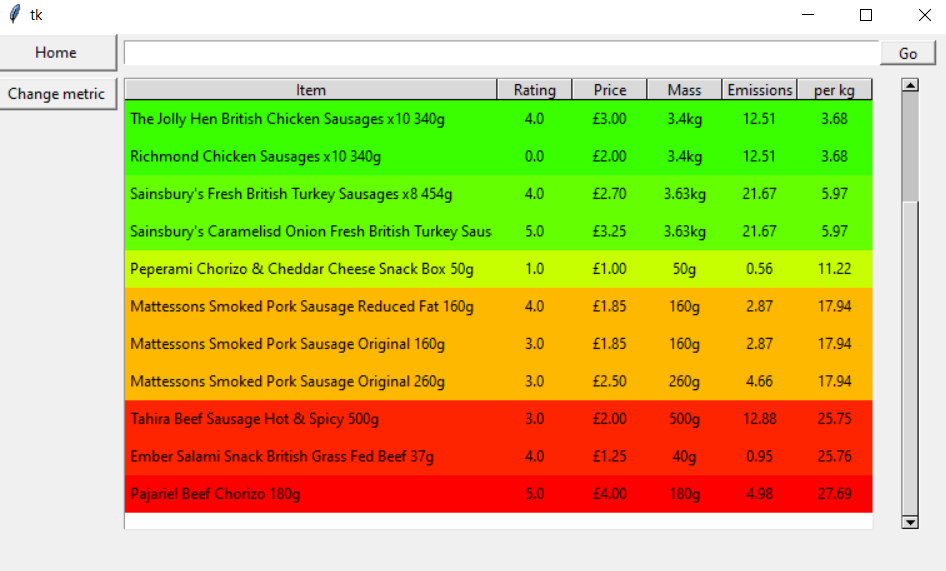 tk
Home
Go
Change metric
Item Rating Price Mass Emissions per kg
The Jolly Hen British Chicken Sausages x10 340g 4.0 £3.00 3.4kg 12.51 3.68
Richmond Chicken Sausages x10 340g 0.0 £2.00 3.4kg 12.51 3.68
Sainsbury's Fresh British Turkey Sausages x8 454g 4.0 £2.70 3.63kg 21.67 5.97
Sainsbury's Caramelisd Onion Fresh British Turkey Saus 5.0 £3.25 3.63kg 21.67 5.97
Peperami Chorizo & Cheddar Cheese Snack Box 50g 1.0 £1.00 50g 0.56 11.22
Mattessons Smoked Pork Sausage Reduced Fat 160g 4.0 £1.85 160g 2.87 17.94
Mattessons Smoked Pork Sausage Original 160g 3.0 £1.85 160g 2.87 17.94
Mattessons Smoked Pork Sausage Original 260g 3.0 £2.50 260g 4.66 17.94
Tahira Beef Sausage Hot & Spicy 500g 3.0 £2.00 500g 12.88 25.75
Ember Salami Snack British Grass Fed Beef 37g 4.0 £1.25 40g 0.95 25.76
Pajariel Beef Chorizo 180g 5.0 £4.00 180g 4.98 27.69